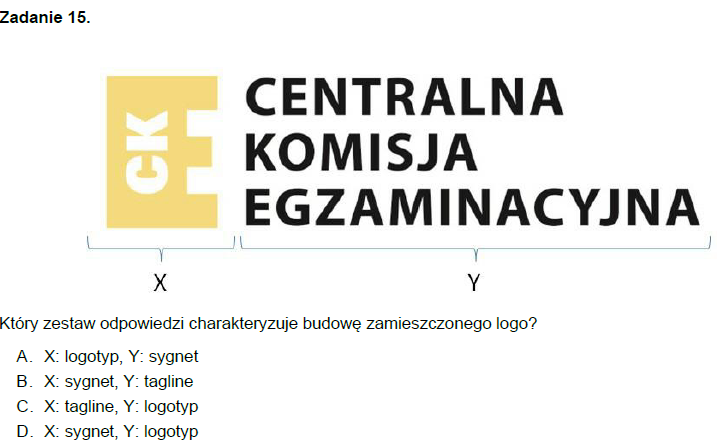 Zadanie 15.
CK
E
CENTRALNA
KOMISJA
EGZAMINACYJNA
X
Y
Który zestaw odpowiedzi charakteryzuje budowę zamieszczonego logo?
A. X: logotyp, Y: sygnet
B. X: sygnet, Y: tagline
C. X: tagline, Y: logotyp
D. X: sygnet, Y: logotyp